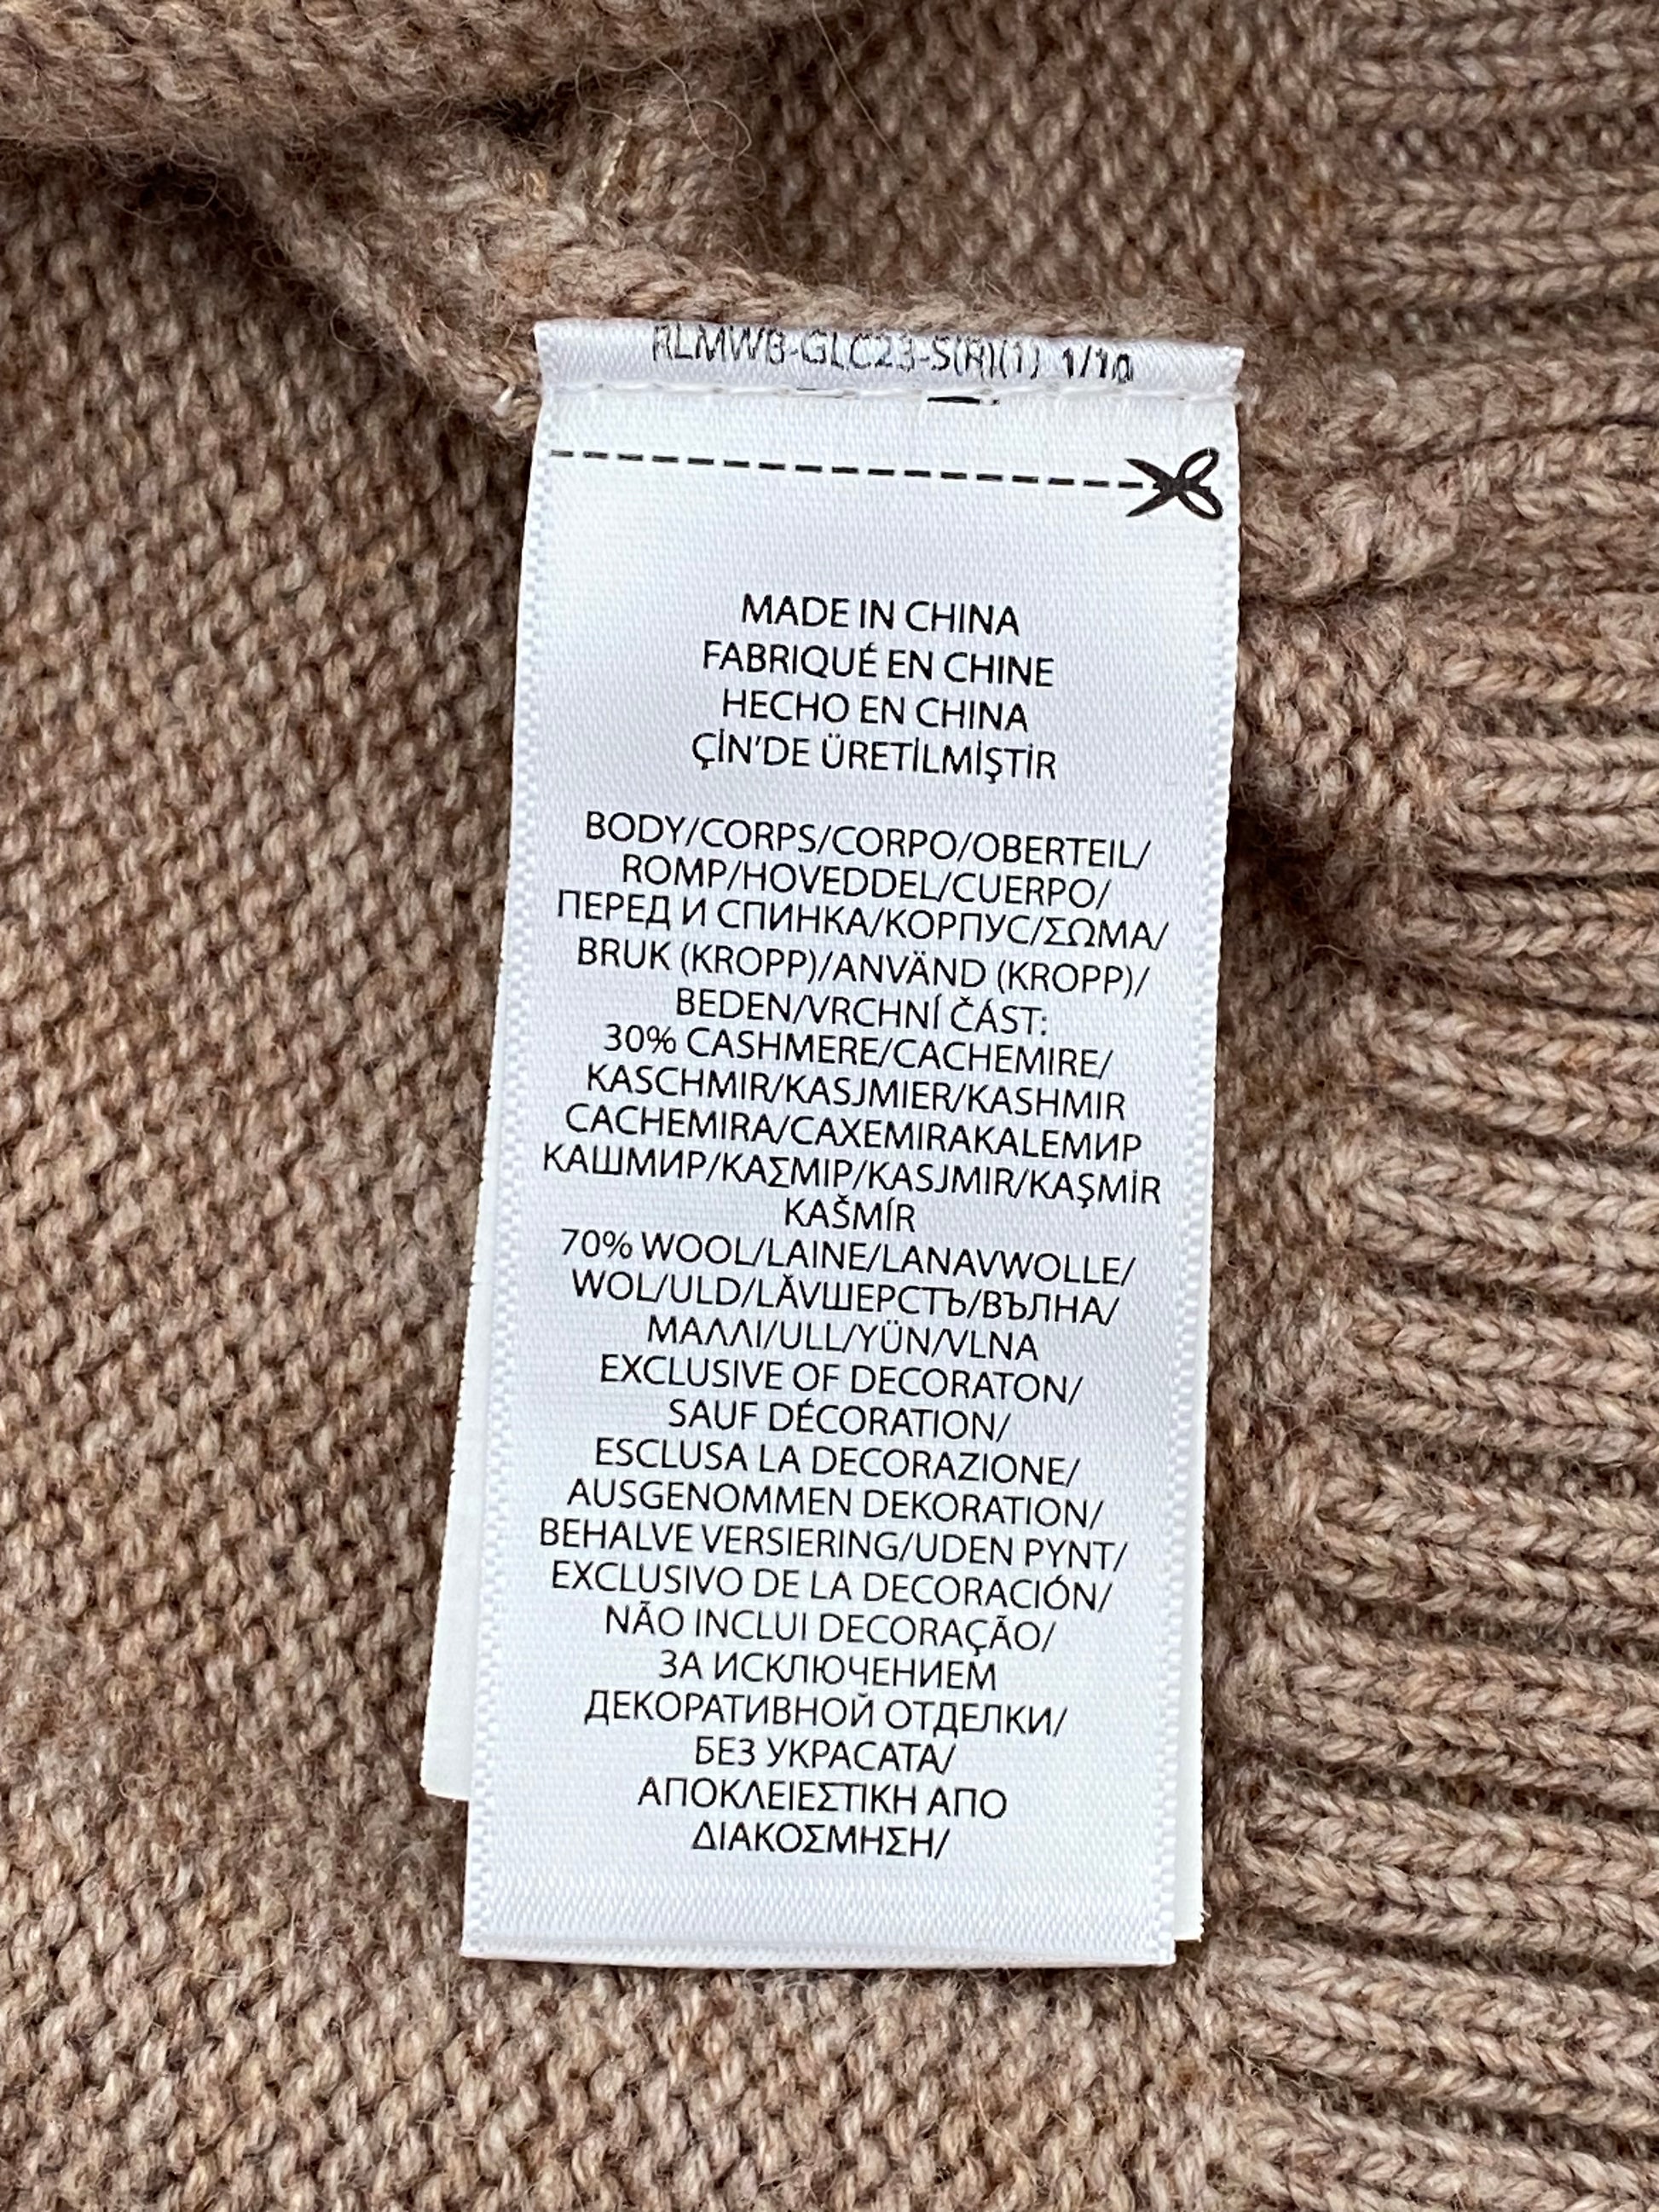 RLMWB-GLC23-S(R)(1) 1/10
MADE IN CHINA
FABRIQUÉ EN CHINE
HECHO EN CHINA
ÇİN'DE ÜRETİLMİŞTİR
BODY/CORPS/CORPO/OBERTEIL/
ROMP/HOVEDDEL/CUERPO/
ПЕРЕД И СПИНКА/КОРПУС/ΣΩΜΑ/
BRUK (KROPP)/ANVÄND (KROPP)/
BEDEN/VRCHNÍ ČÁST:
30% CASHMERE/CACHEMIRE/
KASCHMIR/KASJMIER/KASHMIR
CACHEMIRA/CAXEMIRAKALEМИР
КАШМИР/ΚΑΣΜΙΡ/KASJMIR/KAŞMİR
KAŠMÍR
70% WOOL/LAINE/LANAVWOLLE/
WOL/ULD/LÃVШЕРСТЬ/ВЪЛНА/
ΜΑΛΛΙ/ULL/YÜN/VLNA
EXCLUSIVE OF DECORATON/
SAUF DÉCORATION/
ESCLUSA LA DECORAZIONE/
AUSGENOMMEN DEKORATION/
BEHALVE VERSIERING/UDEN PYNT/
EXCLUSIVO DE LA DECORACIÓN/
NÃO INCLUI DECORAÇÃO/
ЗА ИСКЛЮЧЕНИЕМ
ДЕКОРАТИВНОЙ ОТДЕЛКИ/
БЕЗ УКРАСАТА/
ΑΠΟΚΛΕΙΕΣΤΙΚΗ ΑΠΟ
ΔΙΑΚΟΣΜΗΣΗ/